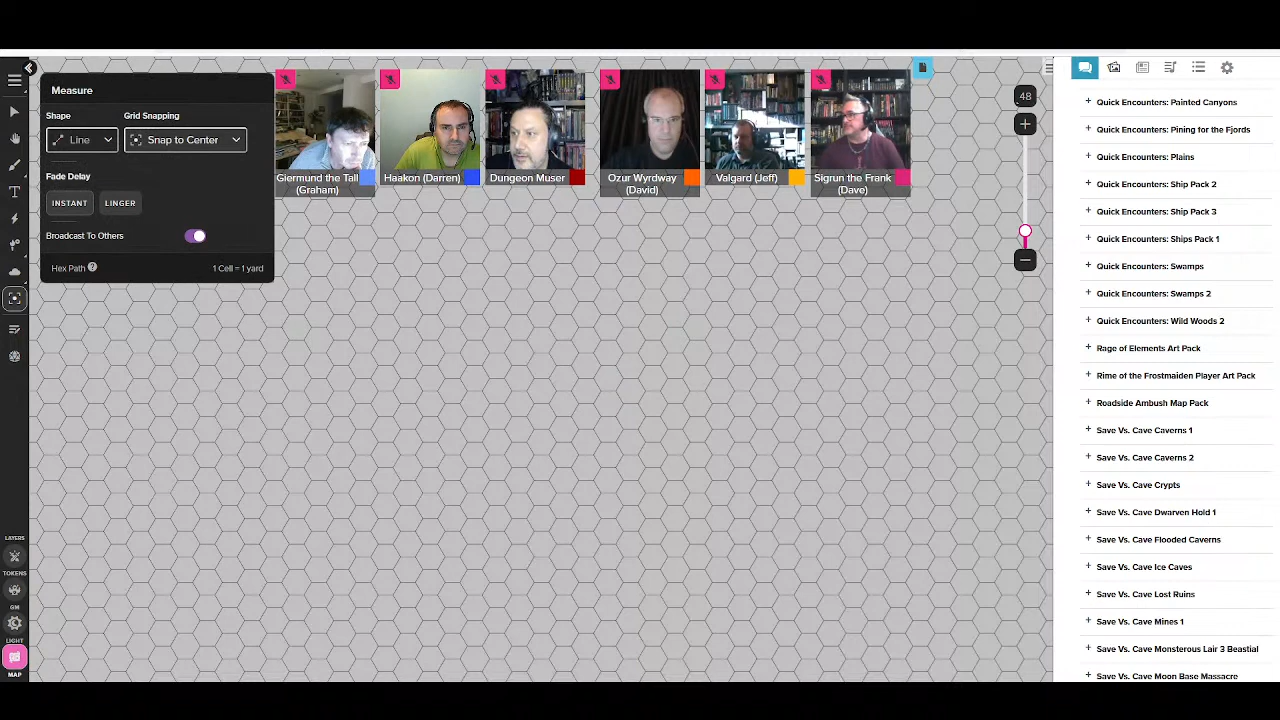 Measure
Shape
Grid Snapping
Line
Snap to Center
Fade Delay
INSTANT
LINGER
Broadcast To Others
Hex Path
1 Cell = 1 yard
Giermund the Tall
(Graham)
Haakon (Darren)
Dungeon Muser
Ozur Wyrdway
(David)
Valgard (Jeff)
Sigrun the Frank
(Dave)
48
LAYERS
TOKENS
GM
LIGHT
MAP
Quick Encounters: Painted Canyons
Quick Encounters: Pining for the Fjords
Quick Encounters: Plains
Quick Encounters: Ship Pack 2
Quick Encounters: Ship Pack 3
Quick Encounters: Ships Pack 1
Quick Encounters: Swamps
Quick Encounters: Swamps 2
Quick Encounters: Wild Woods 2
Rage of Elements Art Pack
Rime of the Frostmaiden Player Art Pack
Roadside Ambush Map Pack
Save Vs. Cave Caverns 1
Save Vs. Cave Caverns 2
Save Vs. Cave Crypts
Save Vs. Cave Dwarven Hold 1
Save Vs. Cave Flooded Caverns
Save Vs. Cave Ice Caves
Save Vs. Cave Lost Ruins
Save Vs. Cave Mines 1
Save Vs. Cave Monsterous Lair 3 Beastial
Save Vs. Cave Moon Base Massacre